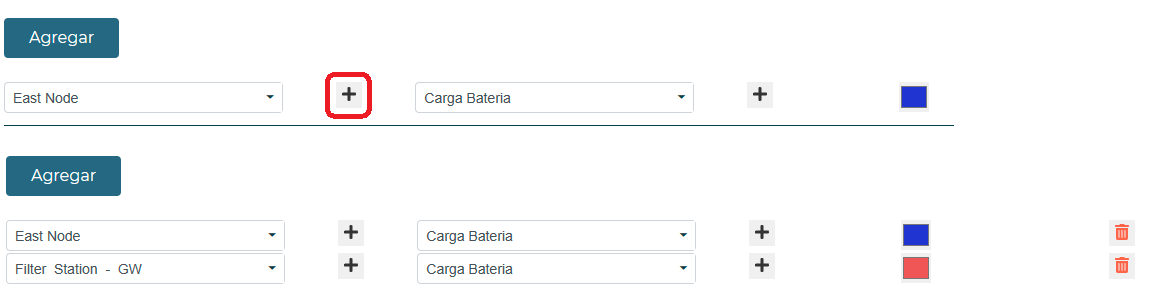 Agregar
East Node Carga Bateria
Agregar
East Node Carga Bateria
Filter Station - GW Carga Bateria